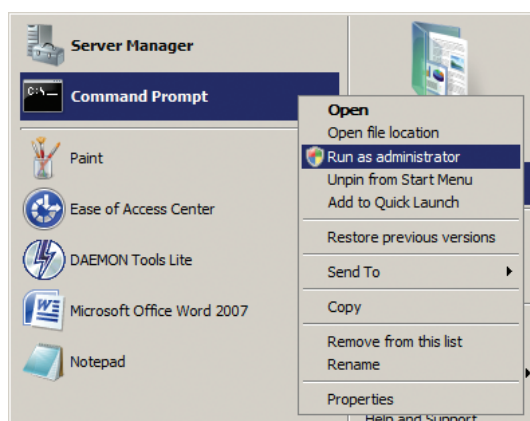 Server Manager
C:\
Command Prompt
Paint
Ease of Access Center
DAEMON Tools Lite
Microsoft Office Word 2007
Notepad
Open
Open file location
Run as administrator
Unpin from Start Menu
Add to Quick Launch
Restore previous versions
Send To
Copy
Remove from this list
Rename
Properties
Help and Support